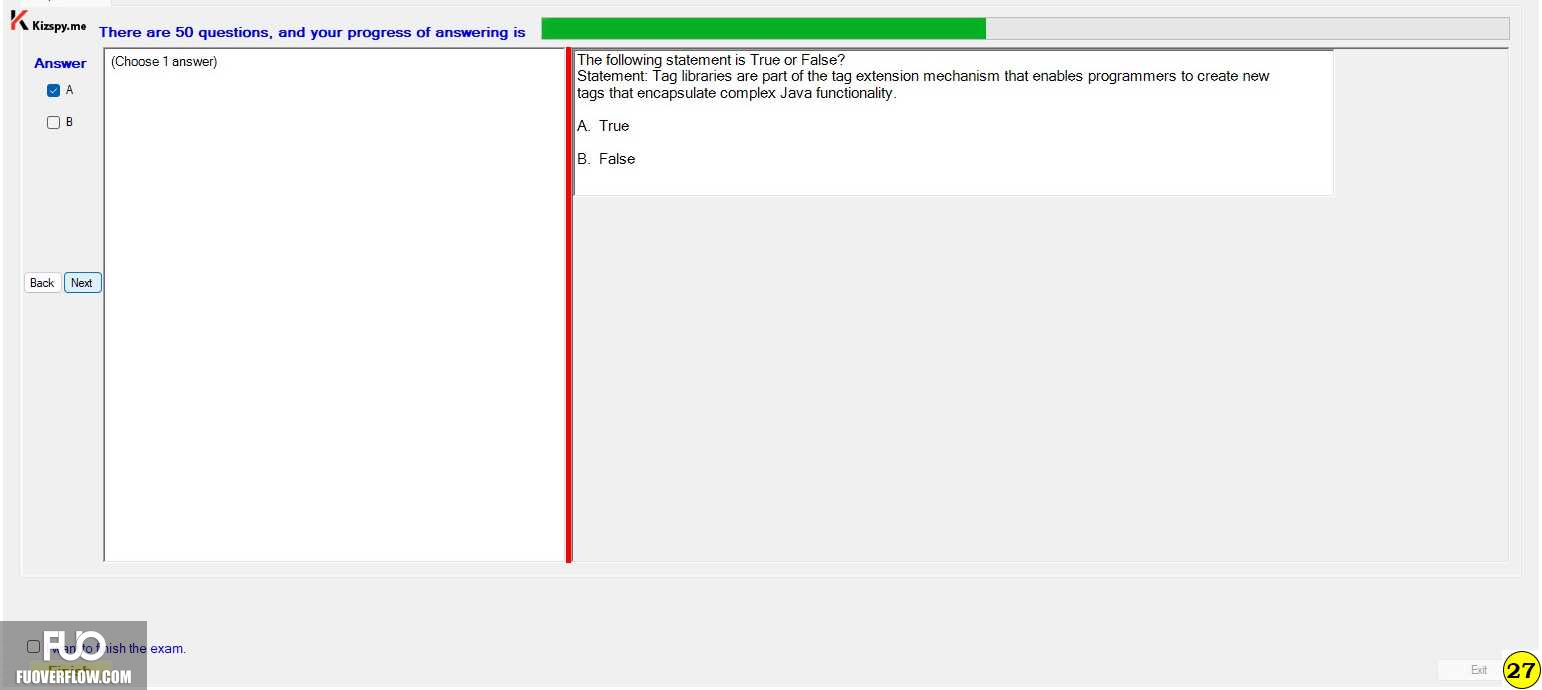 Kizspy.me
There are 50 questions, and your progress of answering is
Answer
(Choose 1 answer)
A
B
Back
Next
The following statement is True or False?
Statement: Tag libraries are part of the tag extension mechanism that enables programmers to create new
tags that encapsulate complex Java functionality.
A. True
B. False
want to finish the exam.
Finish
FUO
FUOVERFLOW.COM
Exit
27